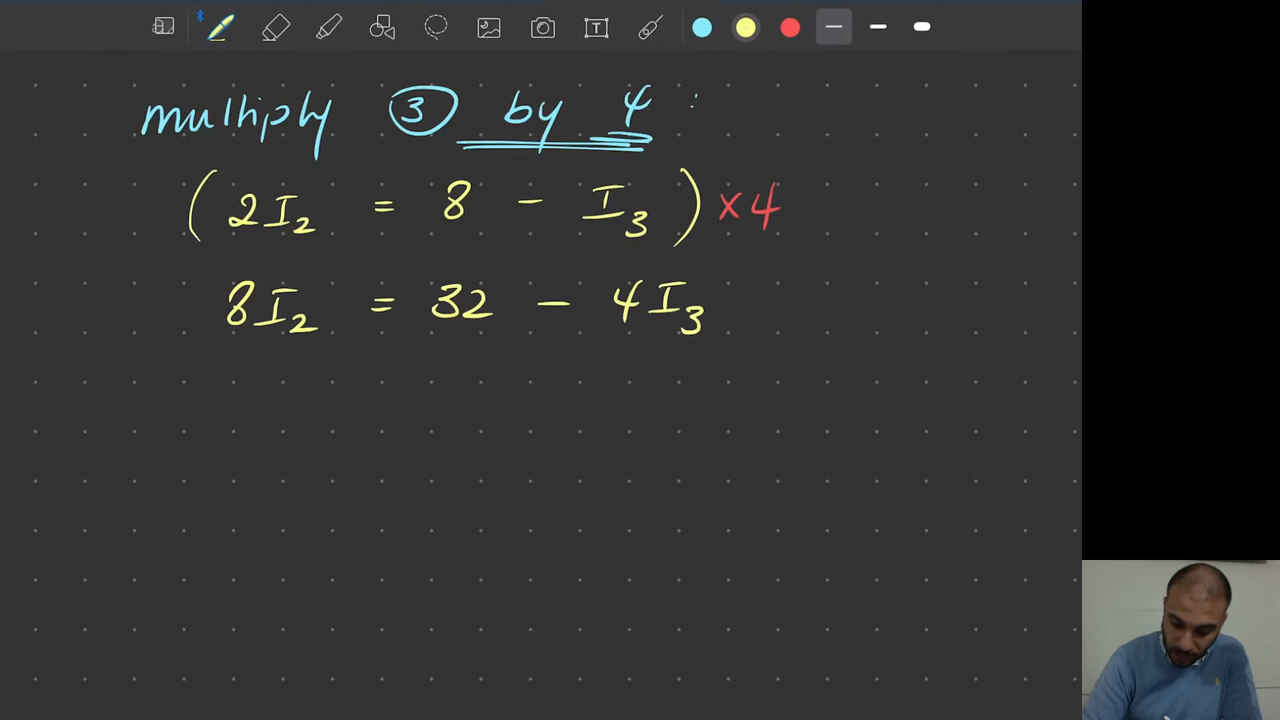 multiply ③ by 4 :
(2I₂ = 8 - I₃) ×4
8I₂ = 32 - 4I₃